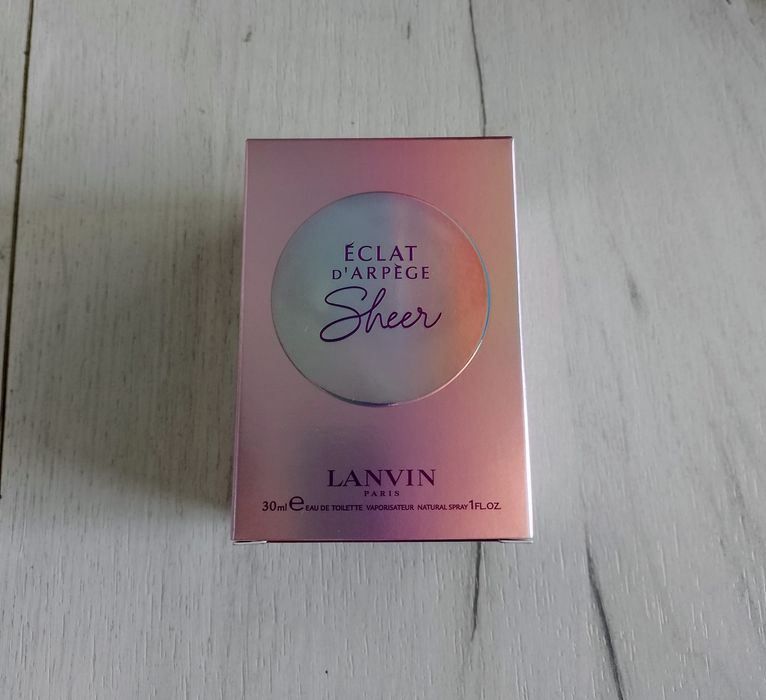 ÉCLAT
D'ARPÈGE
Sheer
LANVIN
PARIS
30ml e EAU DE TOILETTE VAPORISATEUR NATURAL SPRAY 1FL.OZ.